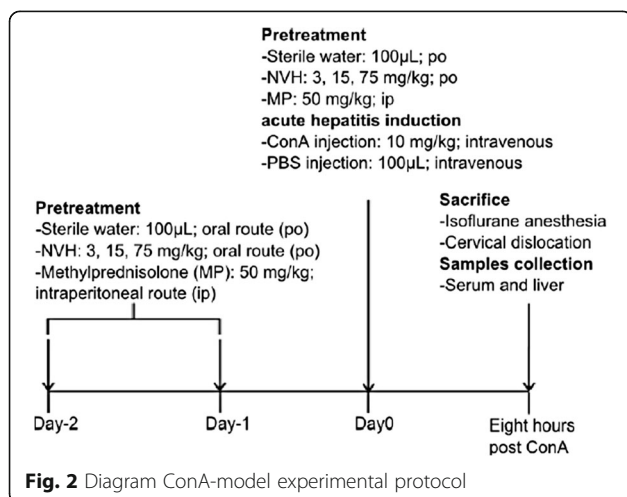 Pretreatment
-Sterile water: 100µL; po
-NVH: 3, 15, 75 mg/kg; po
-MP: 50 mg/kg; ip
acute hepatitis induction
-ConA injection: 10 mg/kg; intravenous
-PBS injection: 100µL; intravenous
Pretreatment
-Sterile water: 100µL; oral route (po)
-NVH: 3, 15, 75 mg/kg; oral route (po)
-Methylprednisolone (MP): 50 mg/kg;
intraperitoneal route (ip)
Sacrifice
-Isoflurane anesthesia
-Cervical dislocation
Samples collection
-Serum and liver
Day-2
Day-1
Day0
Eight hours
post ConA
Fig. 2 Diagram ConA-model experimental protocol